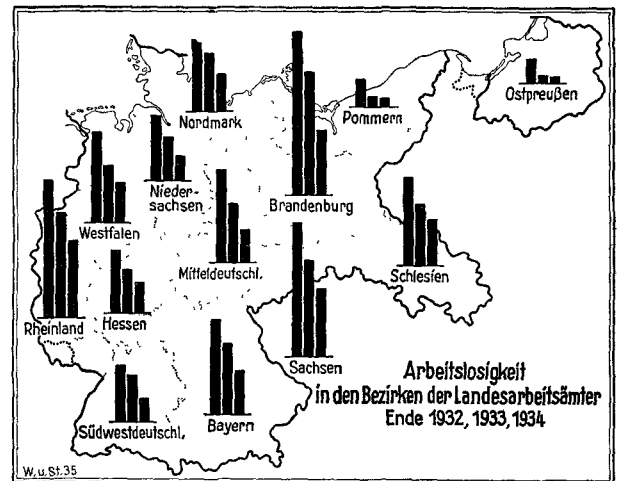 Nordmark
Pommern
Ostpreußen
Nieder-
sachsen
Brandenburg
Westfalen
Mitteldeutschl.
Schlesien
Rheinland
Hessen
Sachsen
Südwestdeutschl.
Bayern
Arbeitslosigkeit
in den Bezirken der Landesarbeitsämter
Ende 1932, 1933, 1934
W.u.St.35